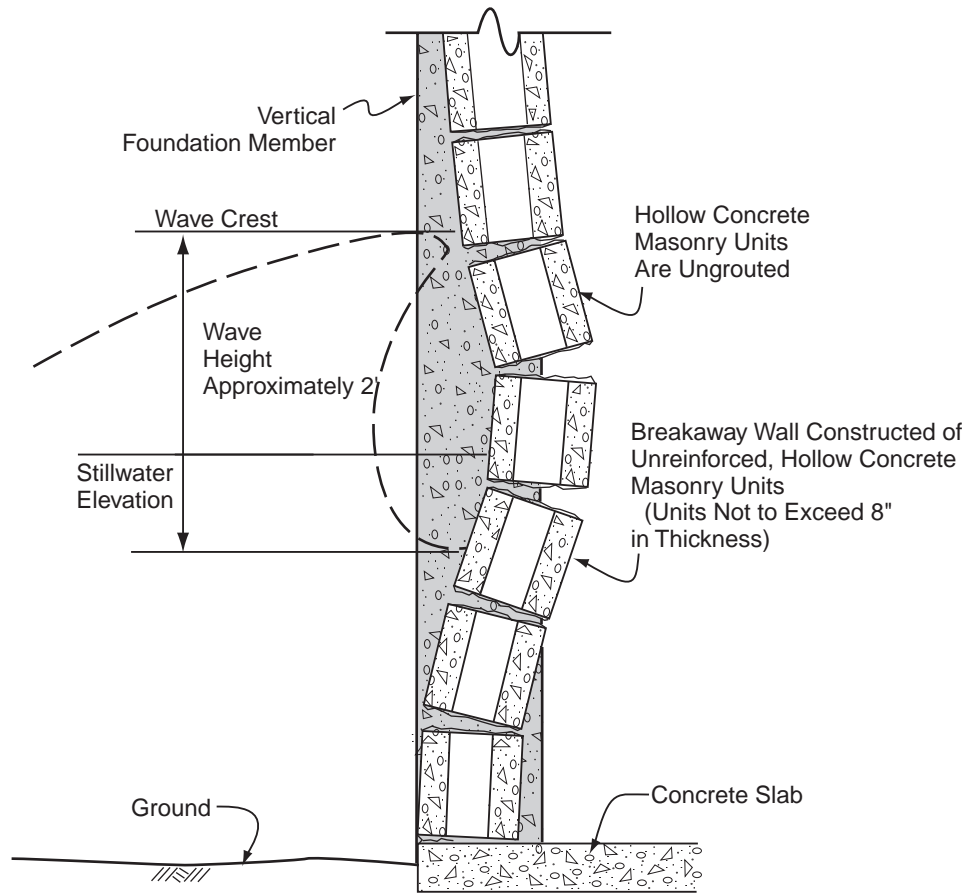 Vertical
Foundation Member
Wave Crest
Hollow Concrete
Masonry Units
Are Ungrouted
Wave
Height
Approximately 2'
Breakaway Wall Constructed of
Unreinforced, Hollow Concrete
Masonry Units
(Units Not to Exceed 8"
in Thickness)
Stillwater
Elevation
Ground
Concrete Slab